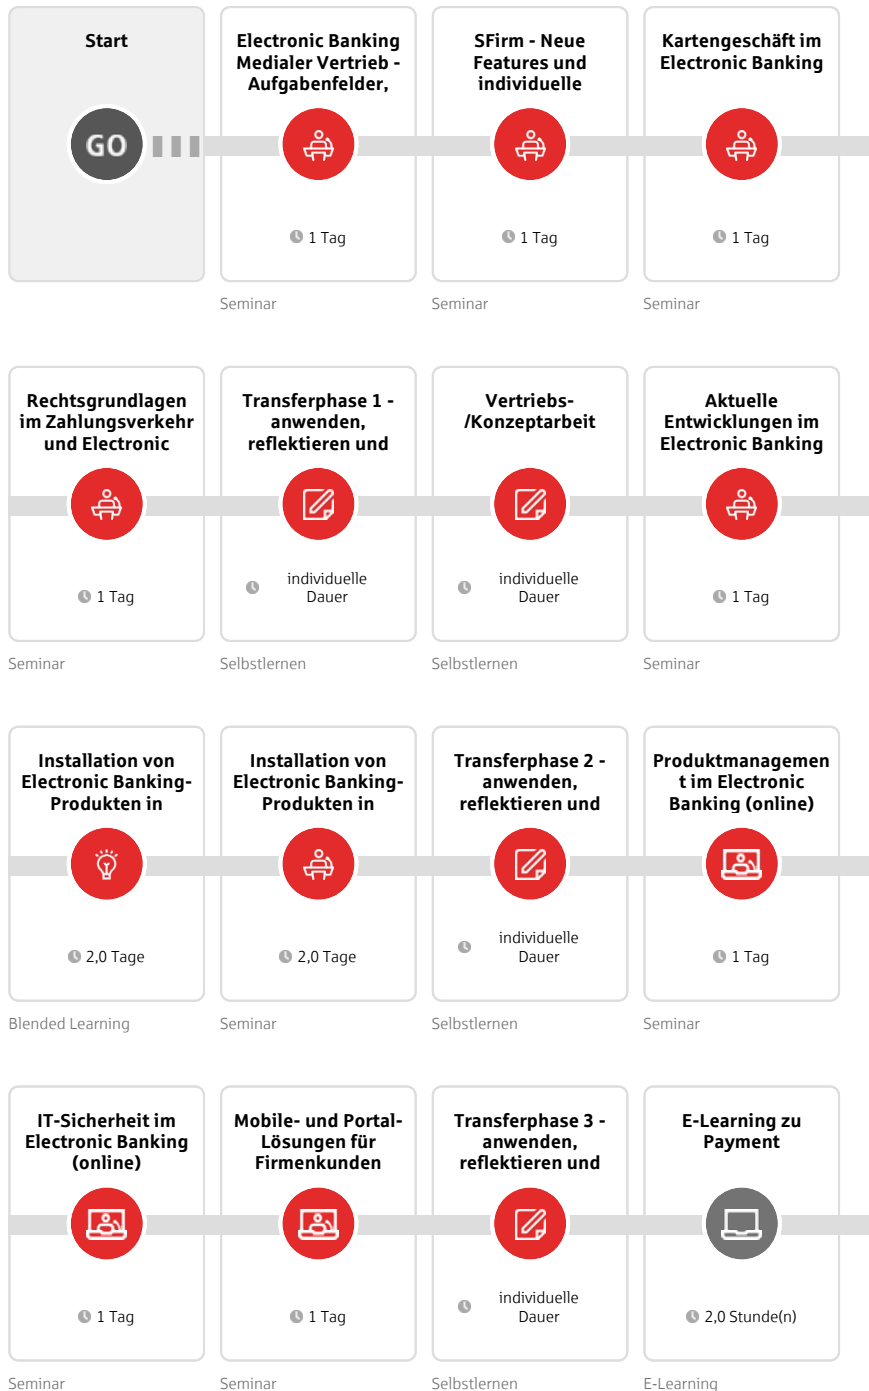 Start
GO
Electronic Banking
Medialer Vertrieb -
Aufgabenfelder,
1 Tag
Seminar
SFirm - Neue
Features und
individuelle
1 Tag
Seminar
Kartengeschäft im
Electronic Banking
1 Tag
Seminar
Rechtsgrundlagen
im Zahlungsverkehr
und Electronic
1 Tag
Seminar
Transferphase 1 -
anwenden,
reflektieren und
individuelle
Dauer
Selbstlernen
Vertriebs-
/Konzeptarbeit
individuelle
Dauer
Selbstlernen
Aktuelle
Entwicklungen im
Electronic Banking
1 Tag
Seminar
Installation von
Electronic Banking-
Produkten in
2,0 Tage
Blended Learning
Installation von
Electronic Banking-
Produkten in
2,0 Tage
Seminar
Transferphase 2 -
anwenden,
reflektieren und
individuelle
Dauer
Selbstlernen
Produktmanagemen
t im Electronic
Banking (online)
1 Tag
Seminar
IT-Sicherheit im
Electronic Banking
(online)
1 Tag
Seminar
Mobile- und Portal-
Lösungen für
Firmenkunden
1 Tag
Seminar
Transferphase 3 -
anwenden,
reflektieren und
individuelle
Dauer
Selbstlernen
E-Learning zu
Payment
2,0 Stunde(n)
E-Learning